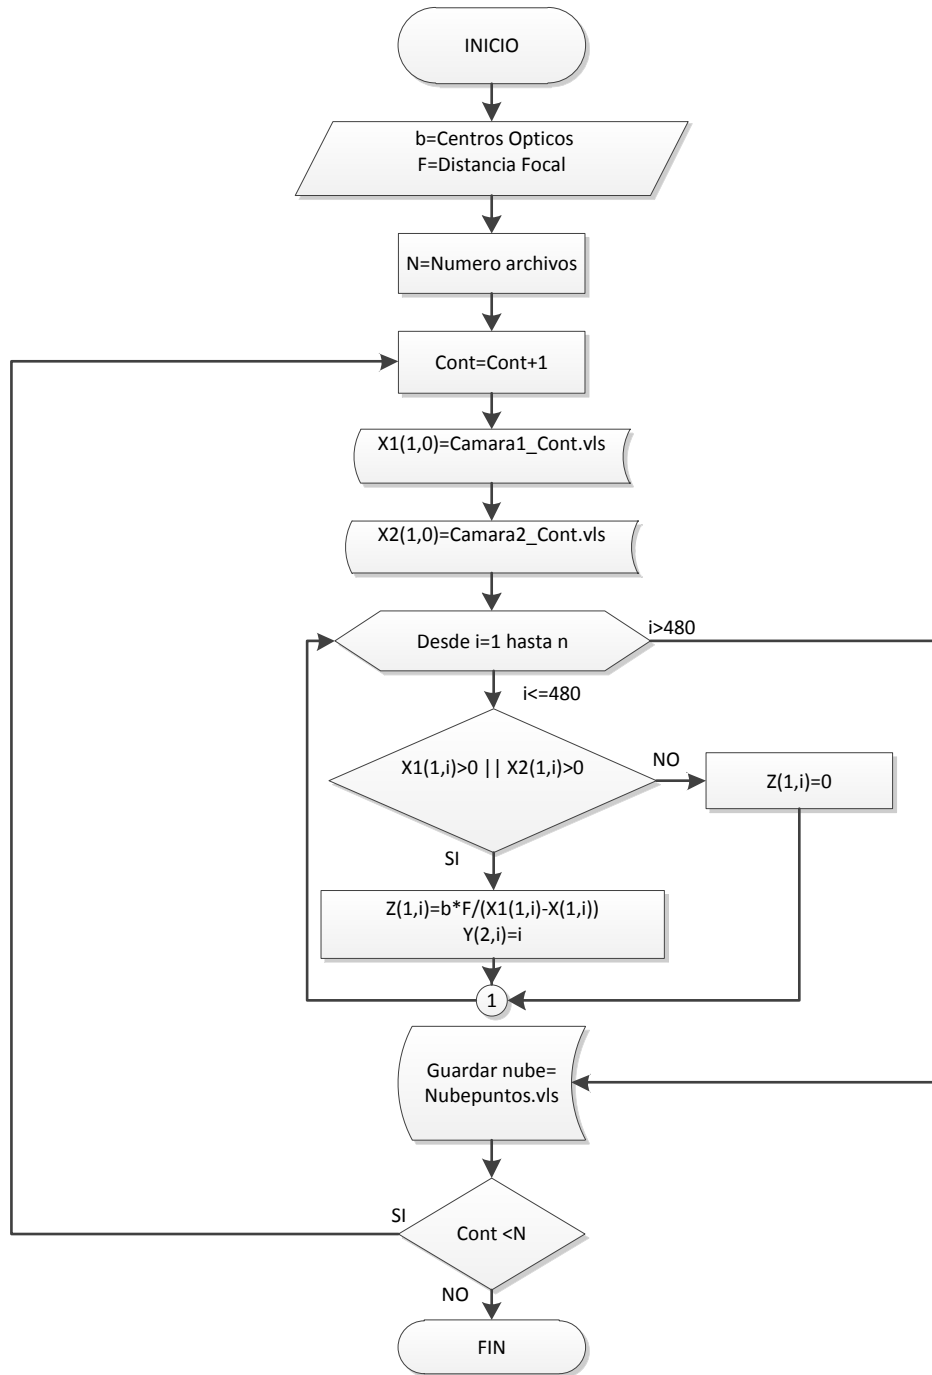 INICIO
b=Centros Opticos
F=Distancia Focal
N=Numero archivos
Cont=Cont+1
X1(1,0)=Camara1_Cont.vls
X2(1,0)=Camara2_Cont.vls
i>480
Desde i=1 hasta n
i<=480
X1(1,i)>0 || X2(1,i)>0
NO
Z(1,i)=0
SI
Z(1,i)=b*F/(X1(1,i)-X(1,i))
Y(2,i)=i
1
Guardar nube=
Nubepuntos.vls
SI
Cont <N
NO
FIN